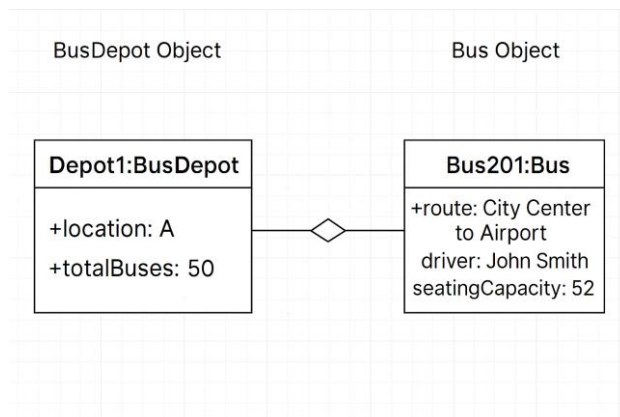 BusDepot Object
Bus Object
Depot1:BusDepot
+location: A
+totalBuses: 50
Bus201:Bus
+route: City Center
to Airport
driver: John Smith
seatingCapacity: 52